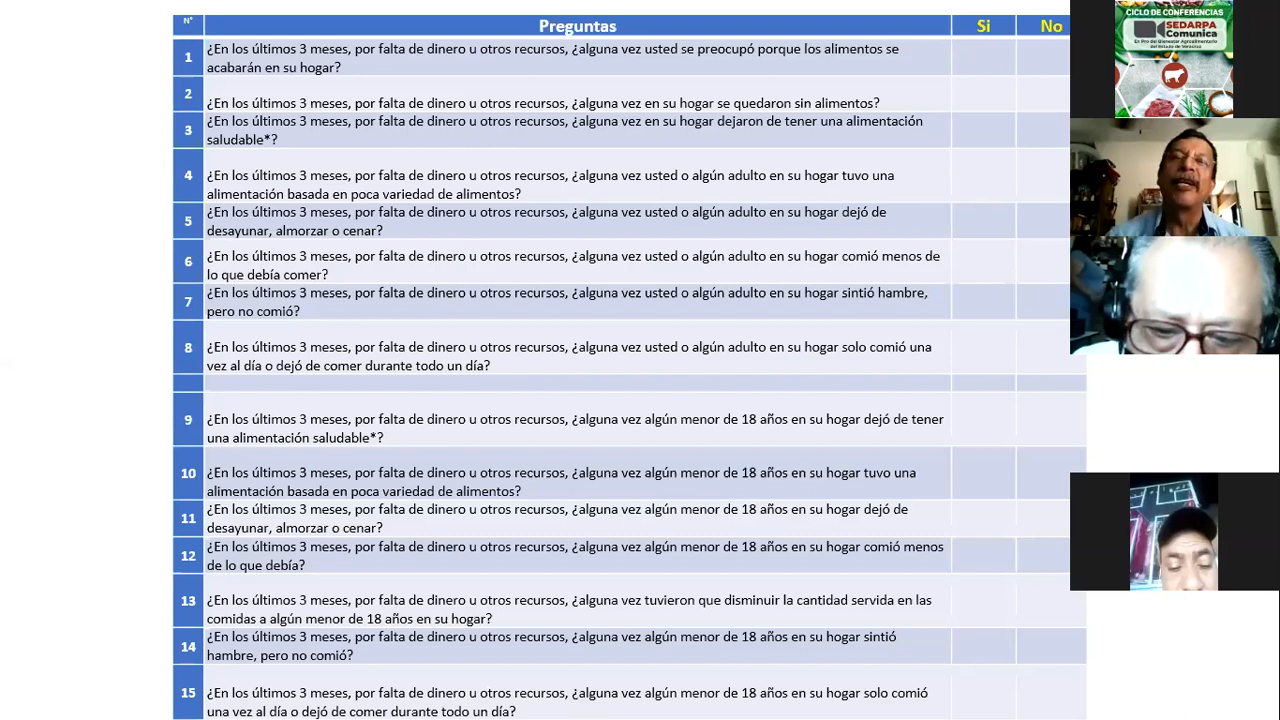 N° Preguntas Si No
1 ¿En los últimos 3 meses, por falta de dinero u otros recursos, ¿alguna vez usted se preocupó de que los alimentos se
acaaarán en su hogar?
2 ¿En los últimos 3 meses, por falta de dinero u otros recursos, ¿alguna vez en su hogar se quedaron sin alimentos?
3 ¿En los últimos 3 meses, por falta de dinero u otros recursos, ¿alguna vez en su hogar dejaron de tener una alimentación
saludable*?
4 ¿En los últimos 3 meses, por falta de dinero u otros recursos, ¿alguna vez usted o algún adulto en su hogar tuvo una
alimentación basada en poca variedad de alimentos?
5 ¿En los últimos 3 meses, por falta de dinero u otros recursos, ¿alguna vez usted o algún adulto en su hogar dejó de
desayunar, almorzar o cenar?
6 ¿En los últimos 3 meses, por falta de dinero u otros recursos, ¿alguna vez usted o algún adulto en su hogar comió menos de
lo que debía comer?
7 ¿En los últimos 3 meses, por falta de dinero u otros recursos, ¿alguna vez usted o algún adulto en su hogar sintió hambre,
pero no comió?
8 ¿En los últimos 3 meses, por falta de dinero u otros recursos, ¿alguna vez usted o algún adulto en su hogar solo comió una
vez al día o dejó de comer durante todo un día?
9 ¿En los últimos 3 meses, por falta de dinero u otros recursos, ¿alguna vez algún menor de 18 años en su hogar dejó de tener
una alimentación saludable*?
10 ¿En los últimos 3 meses, por falta de dinero u otros recursos, ¿alguna vez algún menor de 18 años en su hogar tuvo una
alimentación basada en poca variedad de alimentos?
11 ¿En los últimos 3 meses, por falta de dinero u otros recursos, ¿alguna vez algún menor de 18 años en su hogar dejó de
desayunar, almorzar o cenar?
12 ¿En los últimos 3 meses, por falta de dinero u otros recursos, ¿alguna vez algún menor de 18 años en su hogar comió menos
de lo que debía?
13 ¿En los últimos 3 meses, por falta de dinero u otros recursos, ¿alguna vez tuvieron que disminuir la cantidad servida en las
comidas a algún menor de 18 años en su hogar?
14 ¿En los últimos 3 meses, por falta de dinero u otros recursos, ¿alguna vez algún menor de 18 años en su hogar sintió
hambre, pero no comió?
15 ¿En los últimos 3 meses, por falta de dinero u otros recursos, ¿alguna vez algún menor de 18 años en su hogar solo comió
una vez al día o dejó de comer durante todo un día?
CICLO DE CONFERENCIAS
SEDARPA
Comunica
En Pro del Bienestar Agroalimentario
del Estado de Veracruz